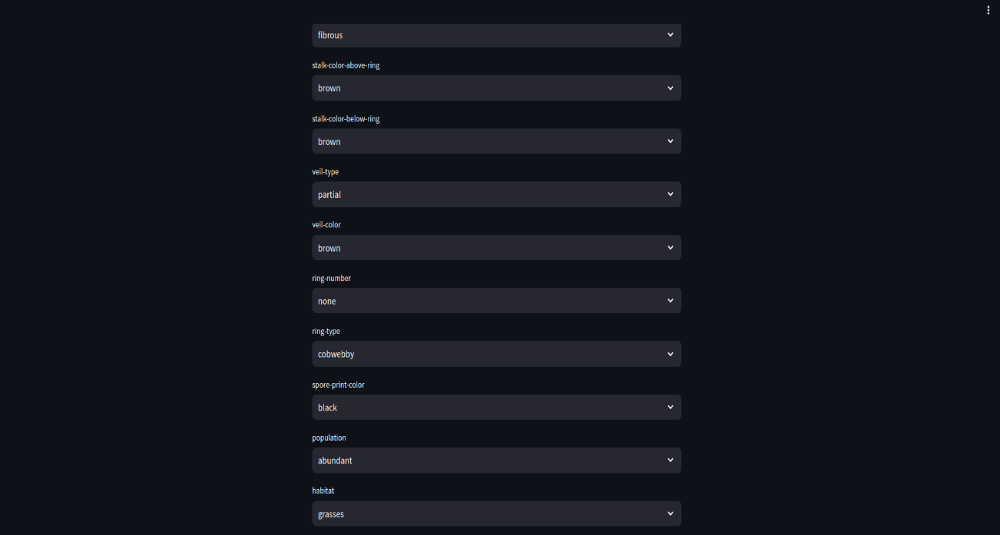 fibrous
stalk-color-above-ring
brown
stalk-color-below-ring
brown
veil-type
partial
veil-color
brown
ring-number
none
ring-type
cobwebby
spore-print-color
black
population
abundant
habitat
grasses